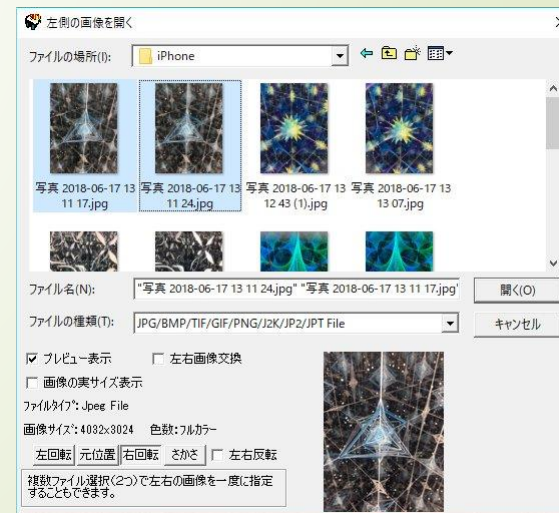 左側の画像を開く
ファイルの場所(I):
iPhone
写真 2018-06-17 13 11 17.jpg
写真 2018-06-17 13 11 24.jpg
写真 2018-06-17 13 12 43 (1).jpg
写真 2018-06-17 13 13 07.jpg
ファイル名(N):
"写真 2018-06-17 13 11 24.jpg" "写真 2018-06-17 13 11 17.jpg"
開く(O)
ファイルの種類(T):
JPG/BMP/TIF/GIF/PNG/J2K/JP2/JPT File
キャンセル
プレビュー表示
左右画像交換
画像の実サイズ表示
ファイルタイプ: Jpeg File
画像サイズ: 4032x3024 色数: フルカラー
左回転 元位置 右回転 さかさ 左右反転
複数ファイル選択(2つ)で左右の画像を一度に指定
することもできます。